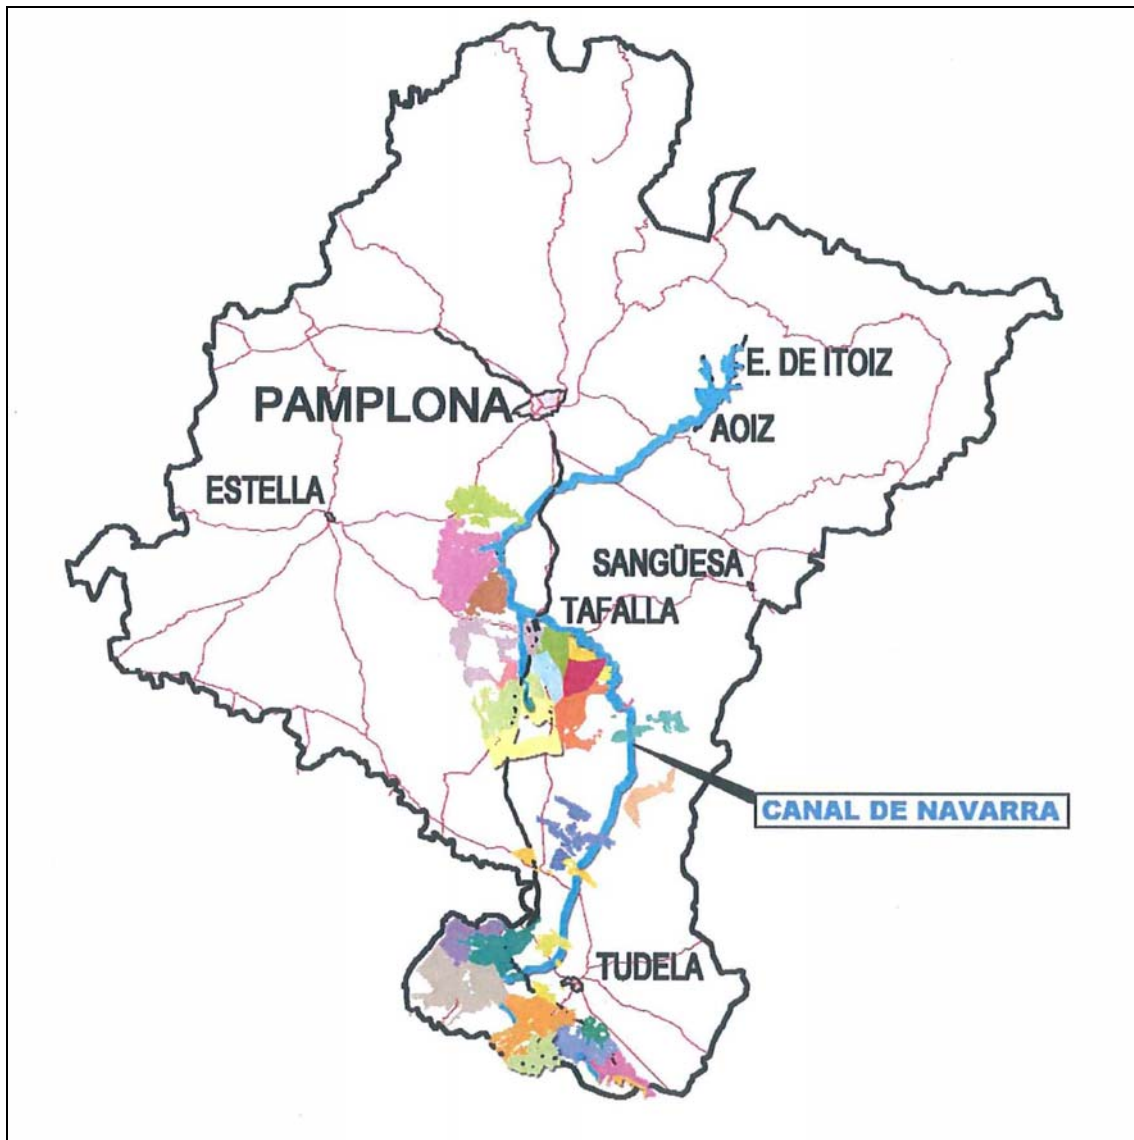 E. DE ITOIZ
PAMPLONA
AOIZ
ESTELLA
SANGÜESA
TAFALLA
CANAL DE NAVARRA
TUDELA